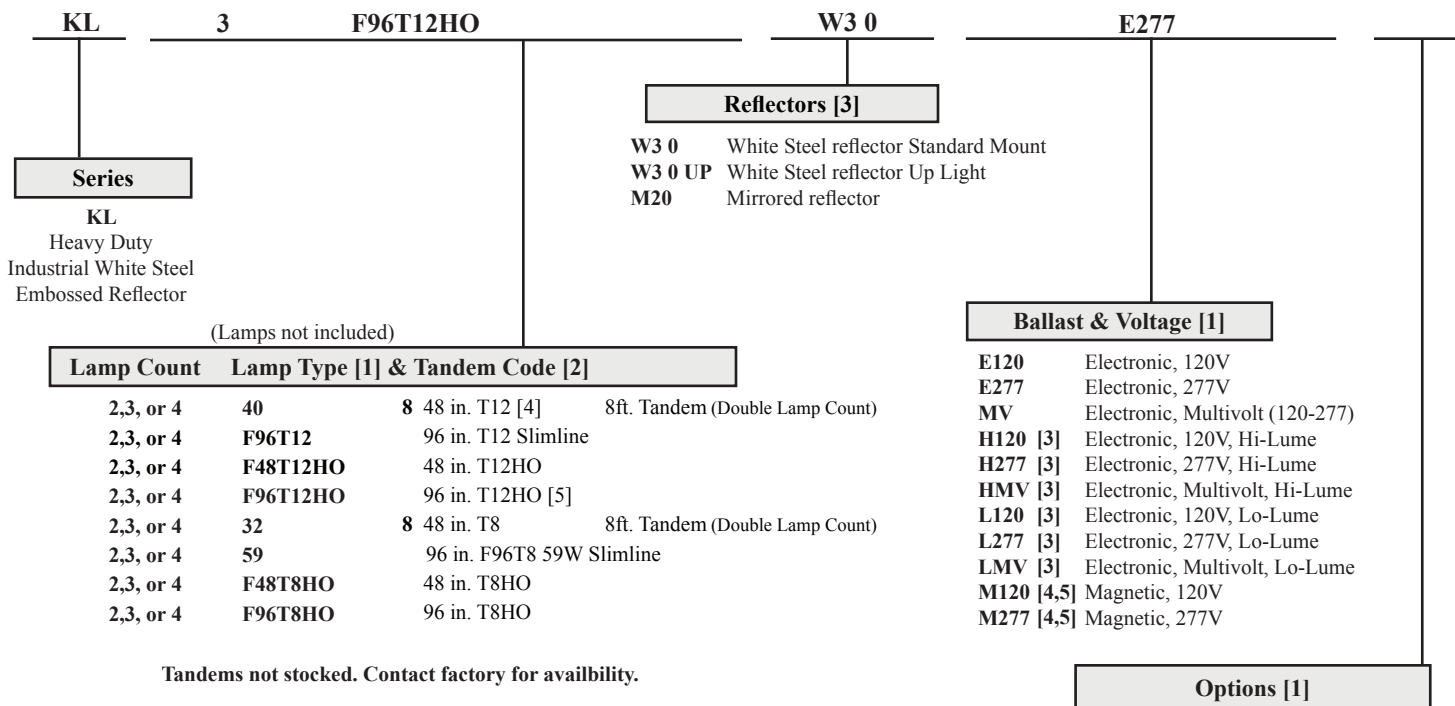 KL 3 F96T12HO W3 0 E277
Reflectors [3]
W3 0 White Steel reflector Standard Mount
W3 0 UP White Steel reflector Up Light
M20 Mirrored reflector
Series
KL
Heavy Duty
Industrial White Steel
Embossed Reflector
(Lamps not included)
Lamp Count Lamp Type [1] & Tandem Code [2]
2,3, or 4 40 8 48 in. T12 [4] 8ft. Tandem (Double Lamp Count)
2,3, or 4 F96T12 96 in. T12 Slimline
2,3, or 4 F48T12HO 48 in. T12HO
2,3, or 4 F96T12HO 96 in. T12HO [5]
2,3, or 4 32 8 48 in. T8 8ft. Tandem (Double Lamp Count)
2,3, or 4 59 96 in. F96T8 59W Slimline
2,3, or 4 F48T8HO 48 in. T8HO
2,3, or 4 F96T8HO 96 in. T8HO
Tandems not stocked. Contact factory for availbility.
Ballast & Voltage [1]
E120 Electronic, 120V
E277 Electronic, 277V
MV Electronic, Multivolt (120-277)
H120 [3] Electronic, 120V, Hi-Lume
H277 [3] Electronic, 277V, Hi-Lume
HMV [3] Electronic, Multivolt, Hi-Lume
L120 [3] Electronic, 120V, Lo-Lume
L277 [3] Electronic, 277V, Lo-Lume
LMV [3] Electronic, Multivolt, Lo-Lume
M120 [4,5] Magnetic, 120V
M277 [4,5] Magnetic, 277V
Options [1]